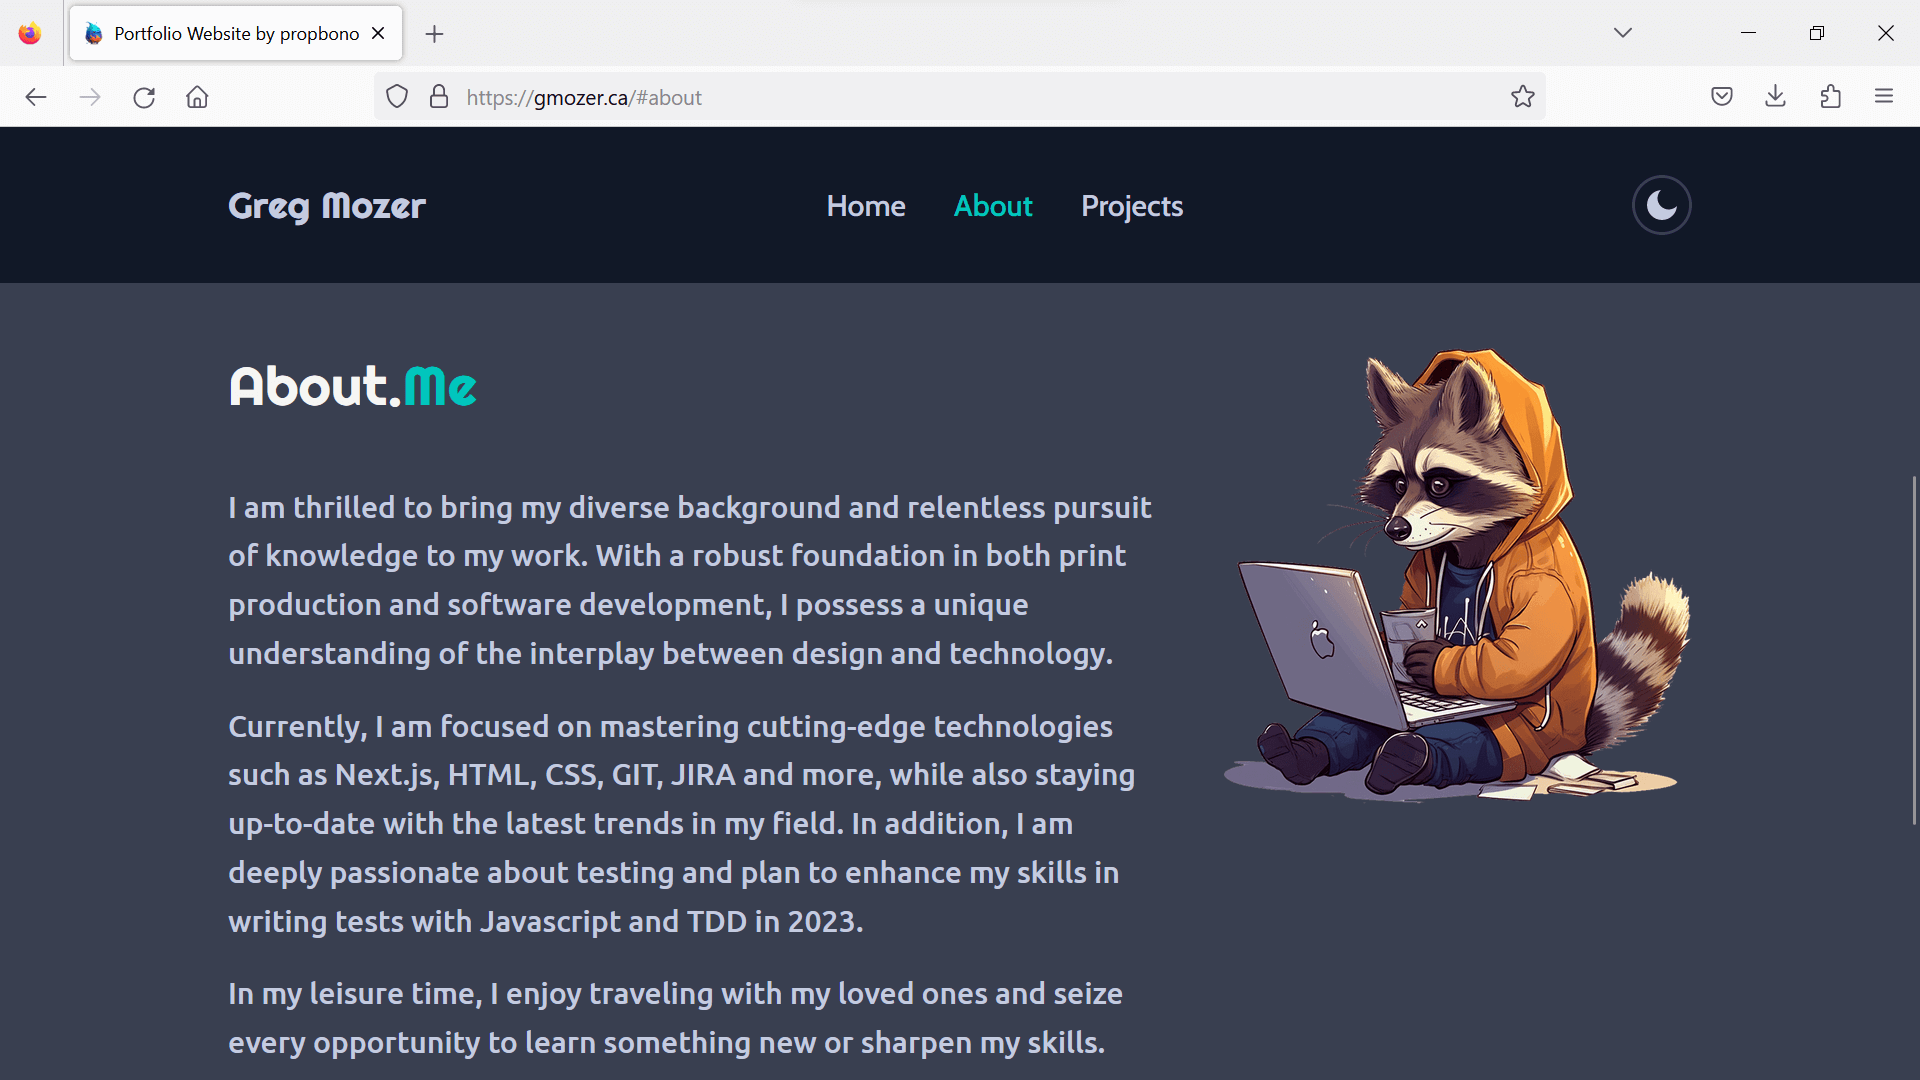 Portfolio Website by propbono
https://gmozer.ca/#about
Greg Mozer
Home
About
Projects
About.Me
I am thrilled to bring my diverse background and relentless pursuit
of knowledge to my work. With a robust foundation in both print
production and software development, I possess a unique
understanding of the interplay between design and technology.
Currently, I am focused on mastering cutting-edge technologies
such as Next.js, HTML, CSS, GIT, JIRA and more, while also staying
up-to-date with the latest trends in my field. In addition, I am
deeply passionate about testing and plan to enhance my skills in
writing tests with Javascript and TDD in 2023.
In my leisure time, I enjoy traveling with my loved ones and seize
every opportunity to learn something new or sharpen my skills.